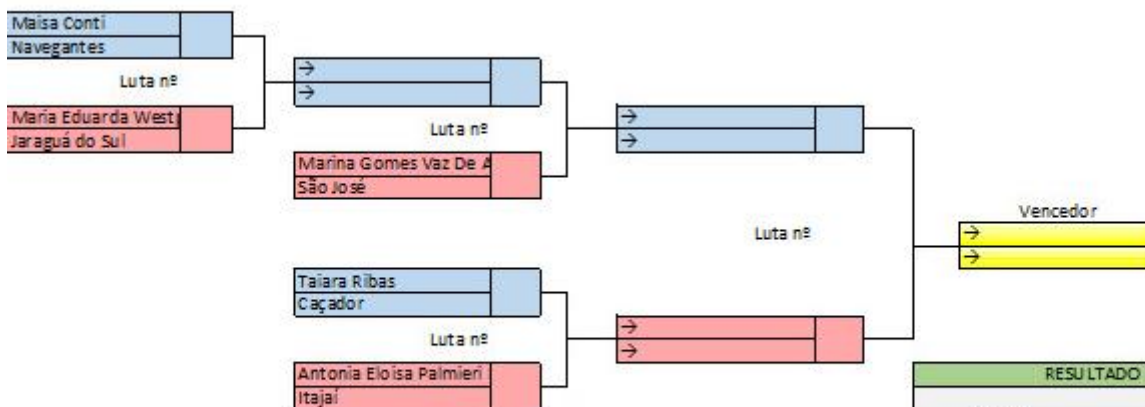 Maisa Conti
Navegantes
Luta nº
Maria Eduarda West
Jaraguá do Sul
→
→
Luta nº
Marina Gomes Vaz De A
São José
→
→
Luta nº
Vencedor
→
→
Taiara Ribas
Caçador
Luta nº
Antonia Eloisa Palmieri
Itajaí
→
→
RESULTADO